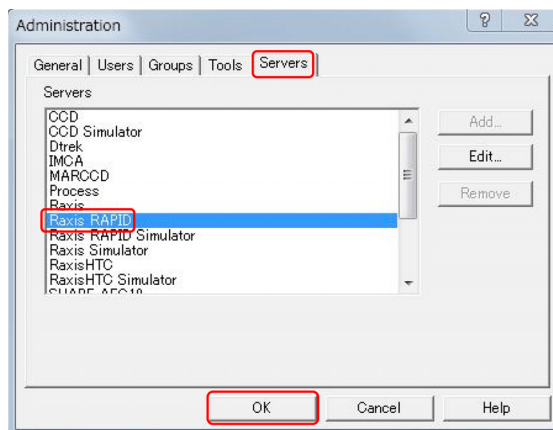 Administration
General Users Groups Tools Servers
Servers
CCD
CCD Simulator
Dtrek
IMCA
MARCCD
Process
Raxis
Raxis RAPID
Raxis RAPID Simulator
Raxis Simulator
RaxisHTC
RaxisHTC Simulator
Add...
Edit...
Remove
OK Cancel Help